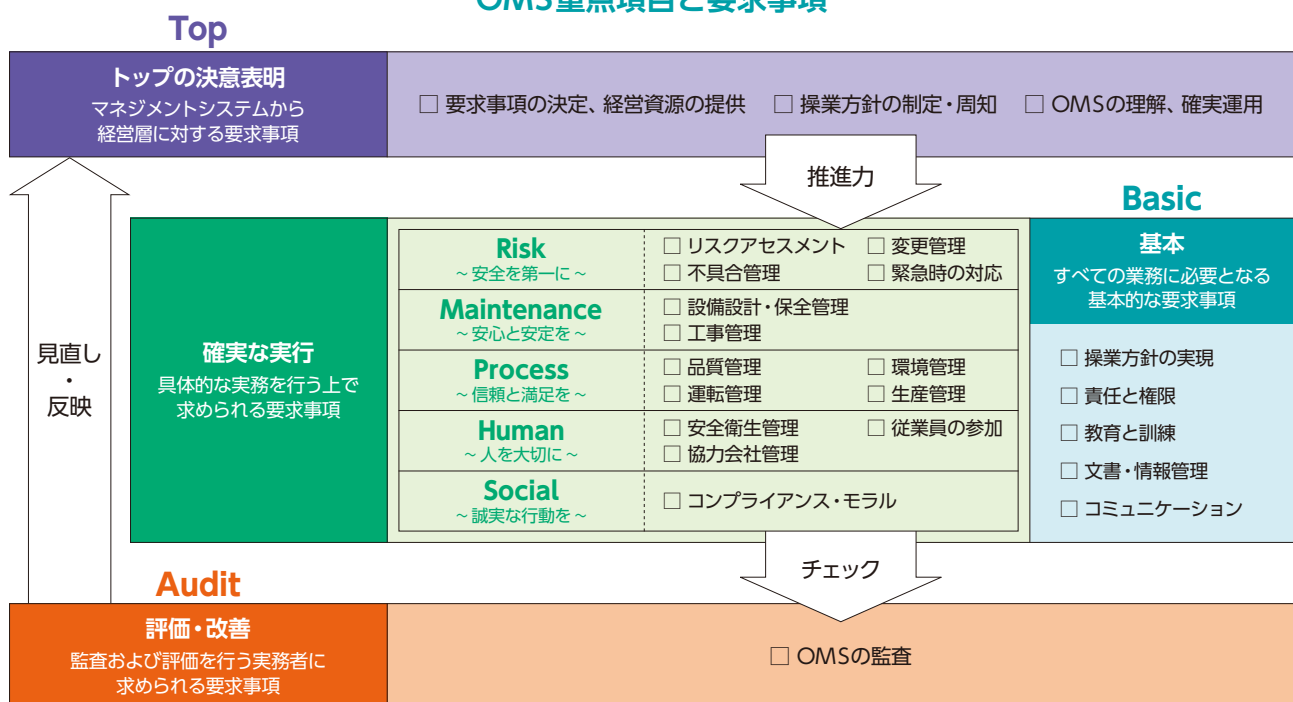 OMS重点項目と要求事項
Top
トップの決意表明
マネジメントシステムから
経営層に対する要求事項
□ 要求事項の決定、経営資源の提供 □ 操業方針の制定・周知 □ OMSの理解、確実運用
推進力
見直し
・
反映
確実な実行
具体的な実務を行う上で
求められる要求事項
Risk
~安全を第一に~
□ リスクアセスメント □ 変更管理
□ 不具合管理 □ 緊急時の対応
Maintenance
~安心と安定を~
□ 設備設計・保全管理
□ 工事管理
Process
~信頼と満足を~
□ 品質管理 □ 環境管理
□ 運転管理 □ 生産管理
Human
~人を大切に~
□ 安全衛生管理 □ 従業員の参加
□ 協力会社管理
Social
~誠実な行動を~
□ コンプライアンス・モラル
Basic
基本
すべての業務に必要となる
基本的な要求事項
□ 操業方針の実現
□ 責任と権限
□ 教育と訓練
□ 文書・情報管理
□ コミュニケーション
チェック
Audit
評価・改善
監査および評価を行う実務者に
求められる要求事項
□ OMSの監査